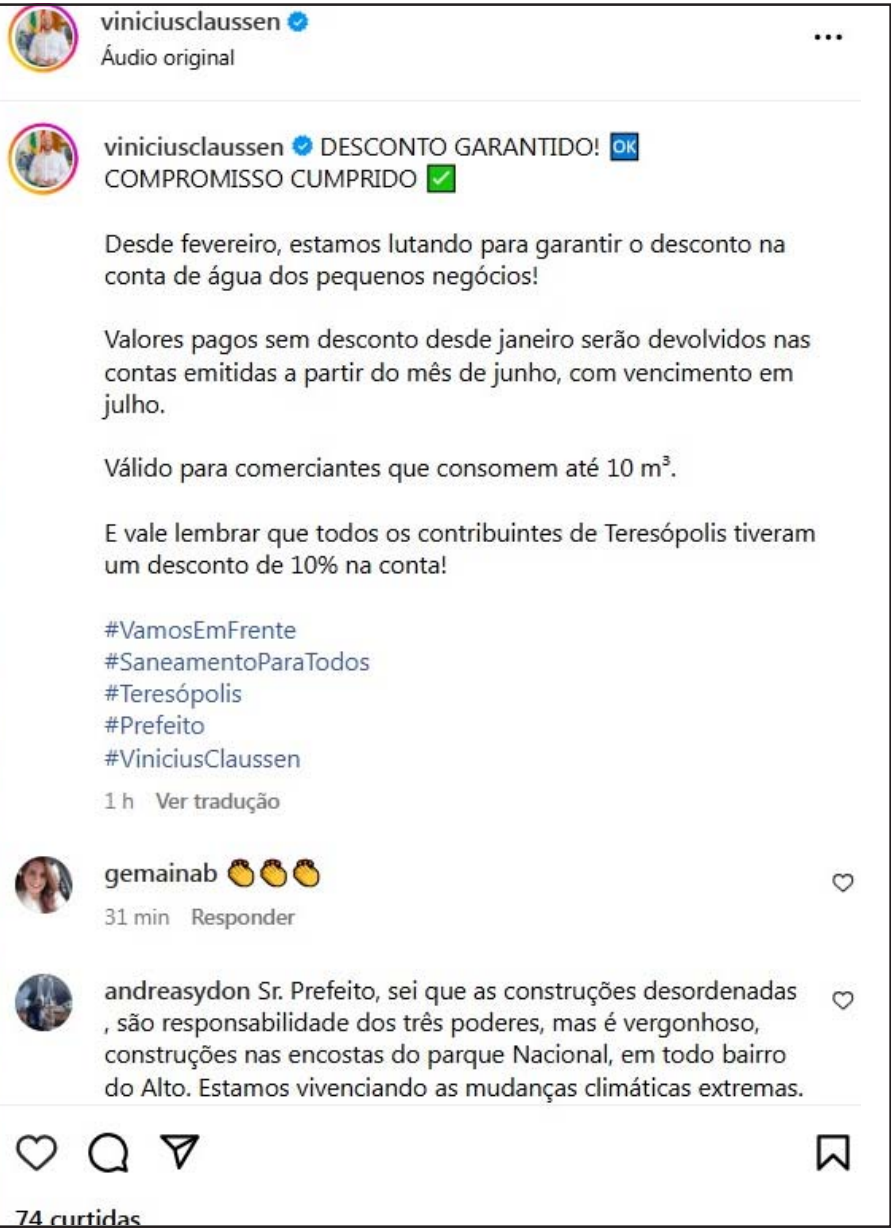 viniciusclaussen
Áudio original
viniciusclaussen DESCONTO GARANTIDO! 🆗
COMPROMISSO CUMPRIDO ✅
Desde fevereiro, estamos lutando para garantir o desconto na
conta de água dos pequenos negócios!
Valores pagos sem desconto desde janeiro serão devolvidos nas
contas emitidas a partir do mês de junho, com vencimento em
julho.
Válido para comerciantes que consomem até 10 m³.
E vale lembrar que todos os contribuintes de Teresópolis tiveram
um desconto de 10% na conta!
#VamosEmFrente
#SaneamentoParaTodos
#Teresópolis
#Prefeito
#ViniciusClaussen
1 h Ver tradução
gemainab 👏👏👏
31 min Responder
andreasydon Sr. Prefeito, sei que as construções desordenadas
, são responsabilidade dos três poderes, mas é vergonhoso,
construções nas encostas do parque Nacional, em todo bairro
do Alto. Estamos vivenciando as mudanças climáticas extremas.
74 curtidas